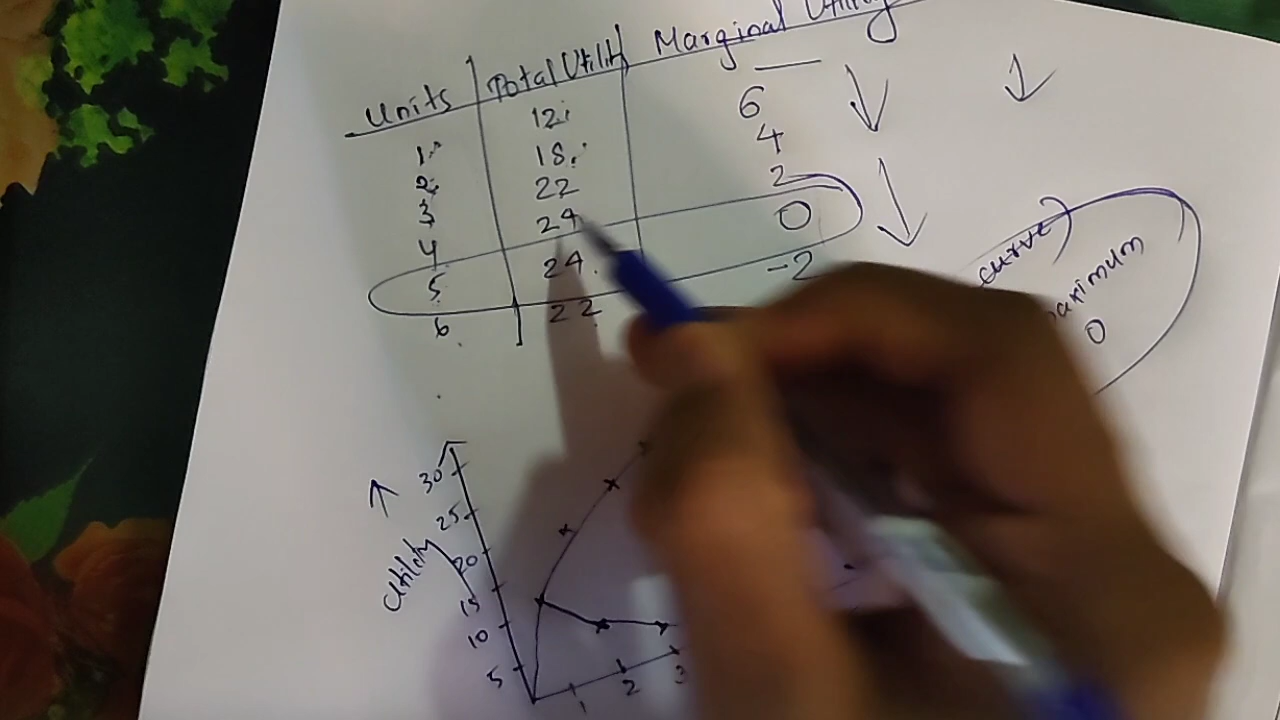 Units Total Utility Marginal Utility
1 12
2 18 6
3 22 4
4 24 2
5 24 0
6 22 -2
curve)
0
30
25
20
15
10
5
Utility
1 2 3